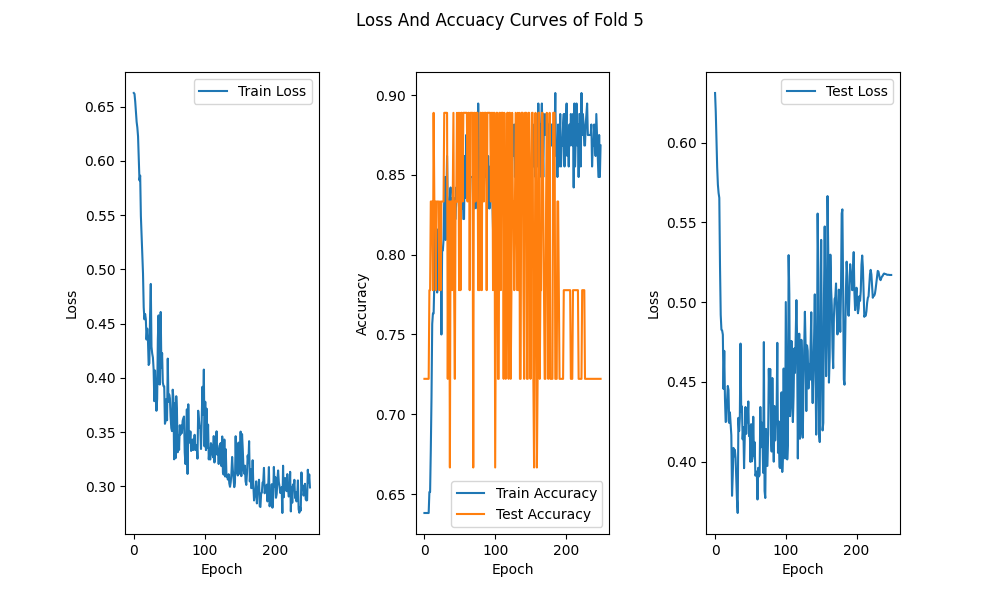 Loss And Accuacy Curves of Fold 5
Train Loss
0.65
0.60
0.55
0.50
0.45
0.40
0.35
0.30
Loss
0
100
200
Epoch
0.90
0.85
0.80
0.75
0.70
0.65
Accuracy
Train Accuracy
Test Accuracy
0
100
200
Epoch
Test Loss
0.60
0.55
0.50
0.45
0.40
Loss
0
100
200
Epoch